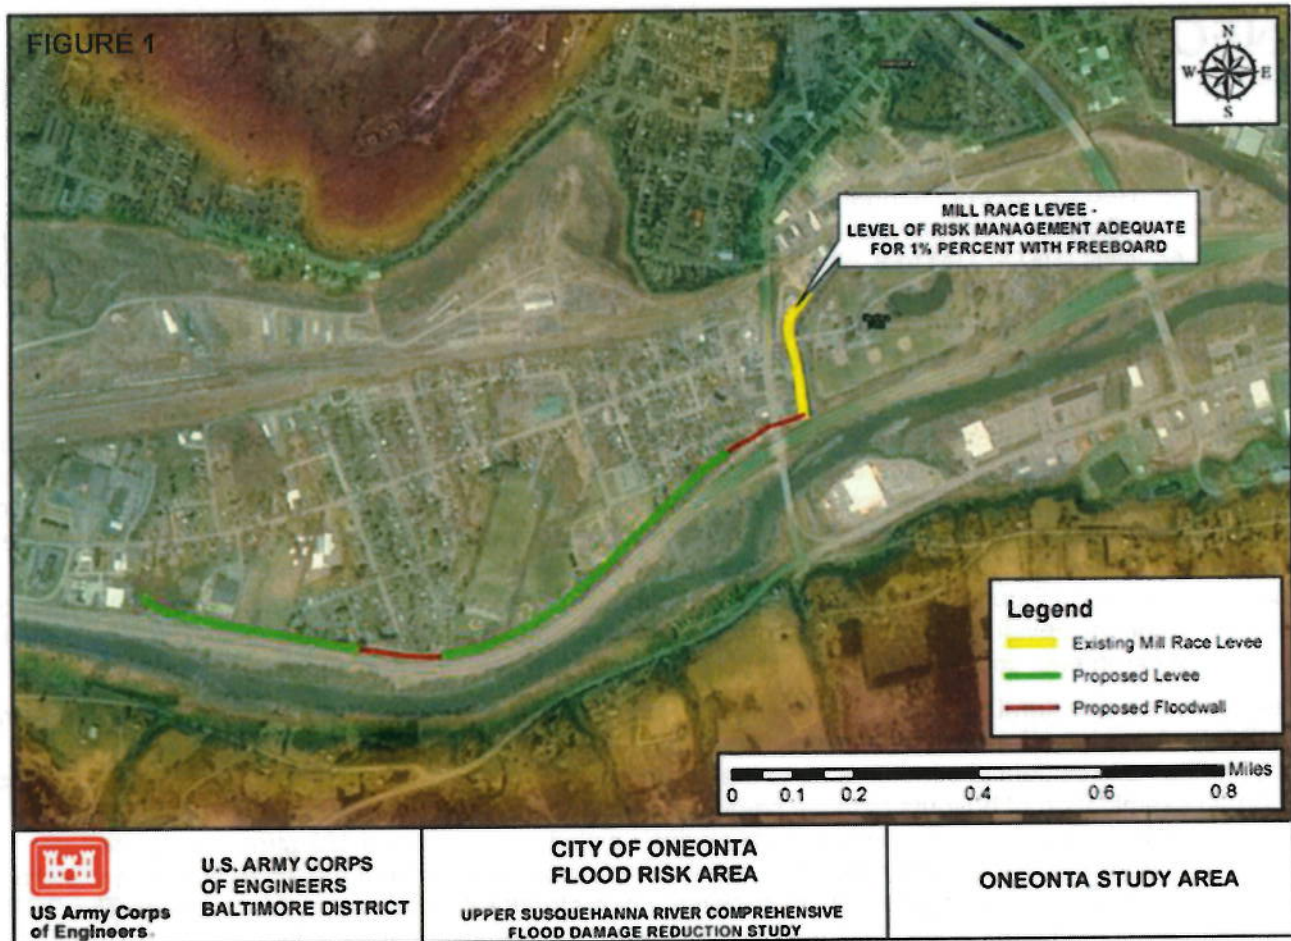 FIGURE 1
N
W
E
S
MILL RACE LEVEE -
LEVEL OF RISK MANAGEMENT ADEQUATE
FOR 1% PERCENT WITH FREEBOARD
Legend
Existing Mill Race Levee
Proposed Levee
Proposed Floodwall
Miles
0 0.1 0.2 0.4 0.6 0.8
US Army Corps
of Engineers.
U.S. ARMY CORPS
OF ENGINEERS
BALTIMORE DISTRICT
CITY OF ONEONTA
FLOOD RISK AREA
UPPER SUSQUEHANNA RIVER COMPREHENSIVE
FLOOD DAMAGE REDUCTION STUDY
ONEONTA STUDY AREA